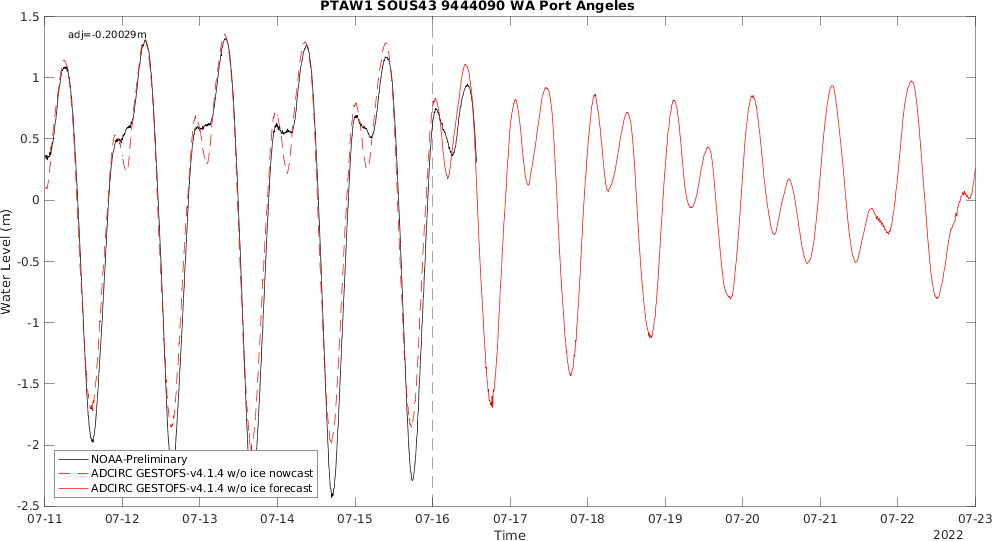 PTAW1 SOUS43 9444090 WA Port Angeles
adj=-0.20029m
Water Level (m)
1.5
1
0.5
0
-0.5
-1
-1.5
-2
-2.5
NOAA-Preliminary
ADCIRC GESTOFS-v4.1.4 w/o ice nowcast
ADCIRC GESTOFS-v4.1.4 w/o ice forecast
07-11 07-12 07-13 07-14 07-15 07-16 07-17 07-18 07-19 07-20 07-21 07-22 07-23
Time
2022